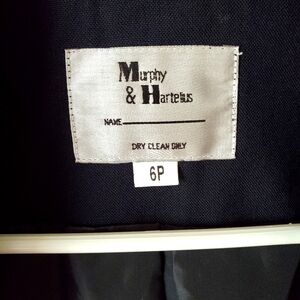 Murphy
& Hartelius
NAME
DRY CLEAN ONLY
6P